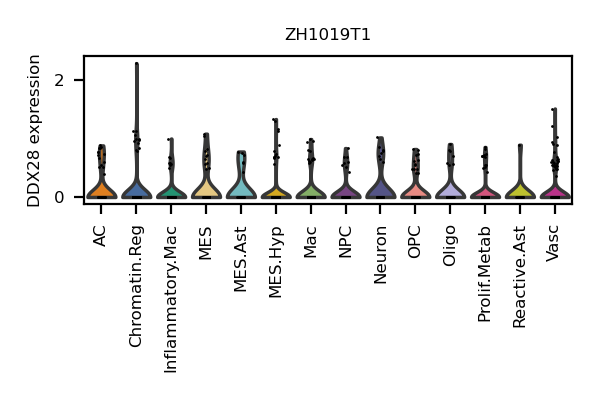 ZH1019T1
DDX28 expression
2
0
AC
Chromatin.Reg
Inflammatory.Mac
MES
MES.Ast
MES.Hyp
Mac
NPC
Neuron
OPC
Oligo
Prolif.Metab
Reactive.Ast
Vasc